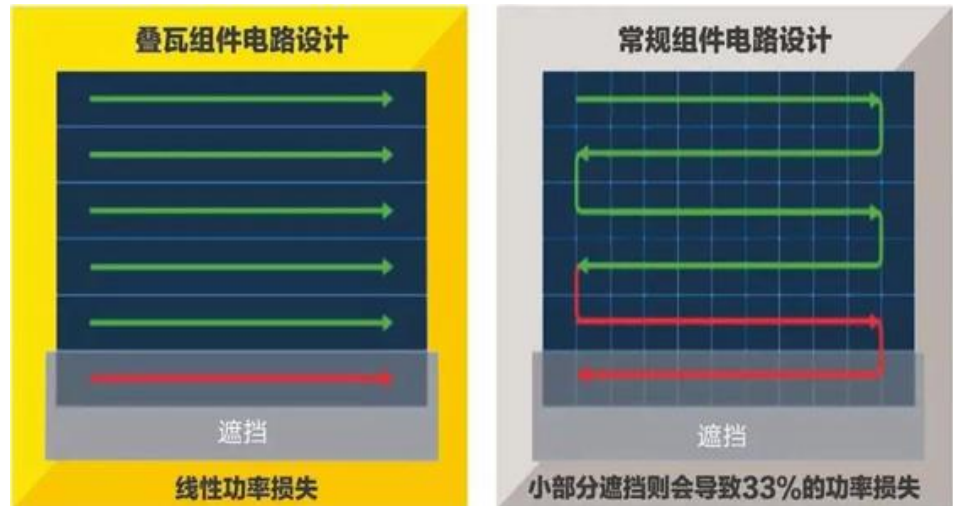 叠瓦组件电路设计
遮挡
线性功率损失
常规组件电路设计
遮挡
小部分遮挡则会导致33%的功率损失